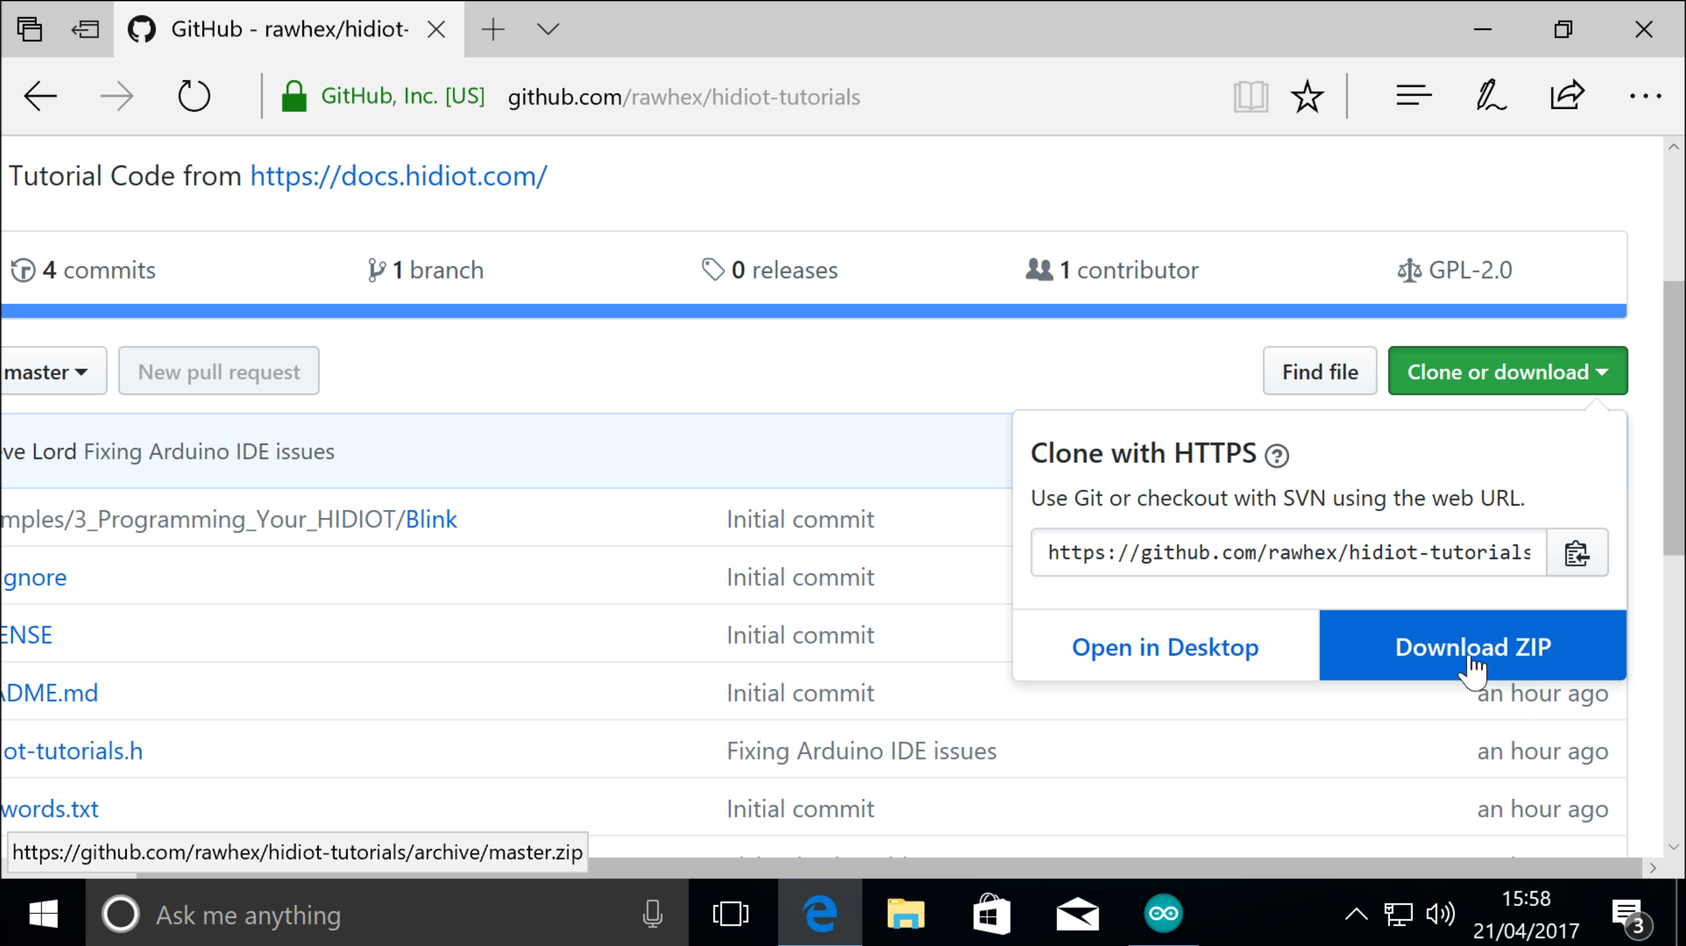 GitHub - rawhex/hidiot-
GitHub, Inc. [US] github.com/rawhex/hidiot-tutorials
Tutorial Code from https://docs.hidiot.com/
4 commits 1 branch 0 releases 1 contributor GPL-2.0
master New pull request Find file Clone or download
ve Lord Fixing Arduino IDE issues
Clone with HTTPS ?
Use Git or checkout with SVN using the web URL.
mples/3_Programming_Your_HIDIOT/Blink Initial commit
https://github.com/rawhex/hidiot-tutorials
gnore Initial commit
ENSE Initial commit
Open in Desktop Download ZIP
DME.md Initial commit an hour ago
ot-tutorials.h Fixing Arduino IDE issues an hour ago
words.txt Initial commit an hour ago
https://github.com/rawhex/hidiot-tutorials/archive/master.zip
Ask me anything
15:58
21/04/2017
3